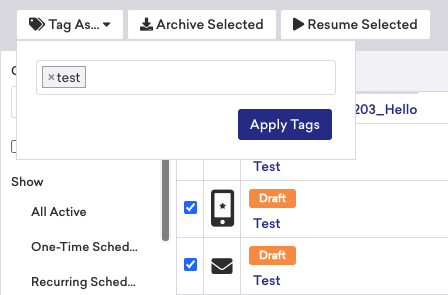 Tag As... Archive Selected Resume Selected
×test
203_Hello
Apply Tags
Test
Show
All Active
Draft
Test
One-Time Sched...
Draft
Recurring Sched...
Test